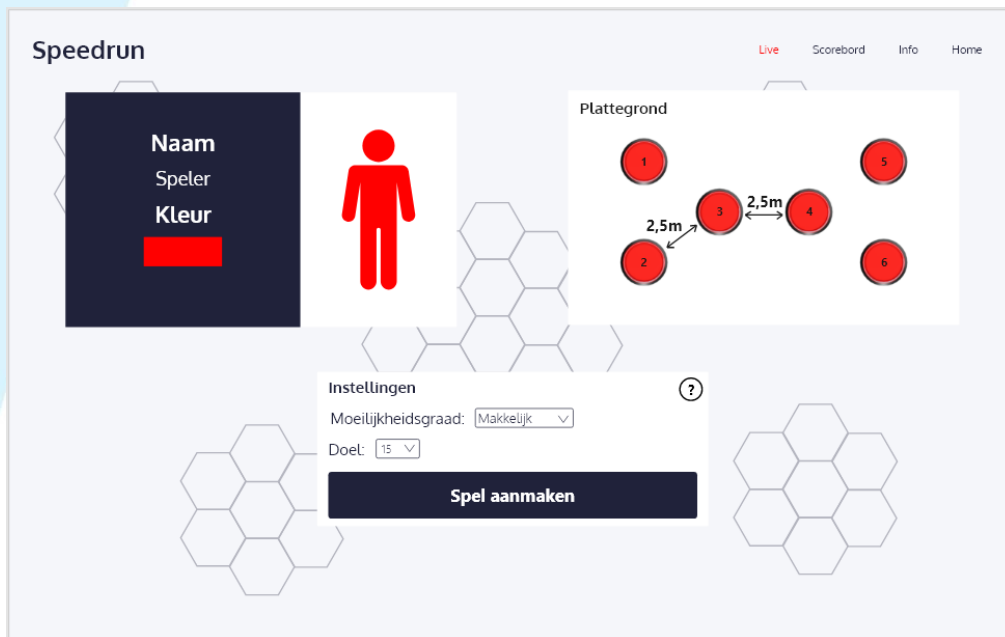 Speedrun
Live Scorebord Info Home
Naam
Speler
Kleur
Plattegrond
1
5
3
2,5m
4
2,5m
2
6
Instellingen
?
Moeilijkheidsgraad: Makkelijk
Doel: 15
Spel aanmaken